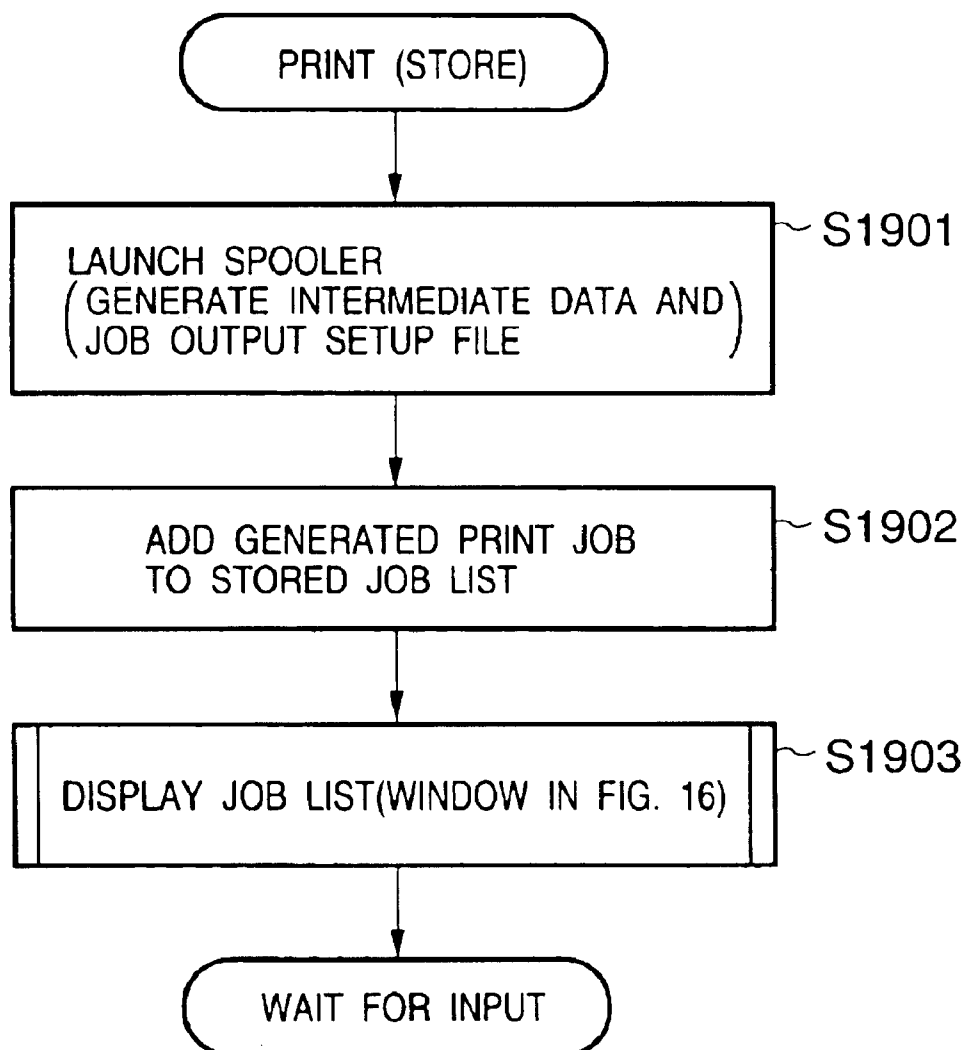 PRINT (STORE)
S1901
LAUNCH SPOOLER
(GENERATE INTERMEDIATE DATA AND
JOB OUTPUT SETUP FILE)
S1902
ADD GENERATED PRINT JOB
TO STORED JOB LIST
S1903
DISPLAY JOB LIST(WINDOW IN FIG. 16)
WAIT FOR INPUT